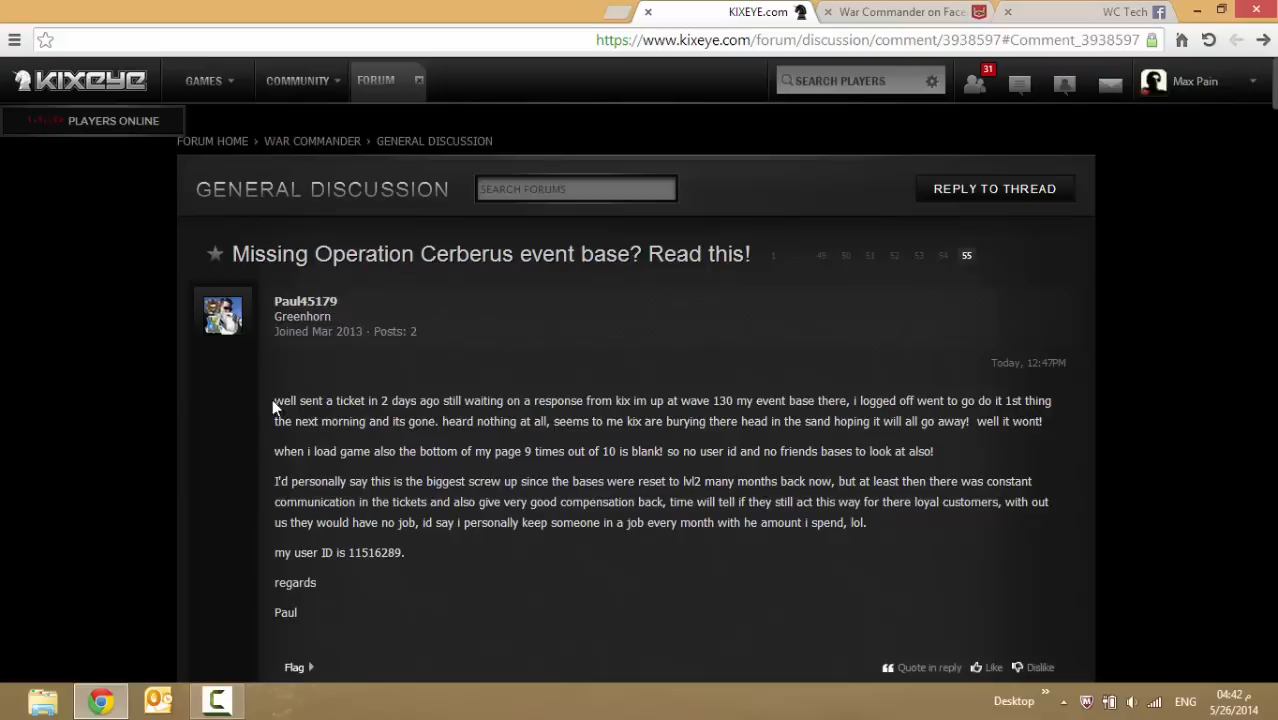 KIXEYE.com
War Commander on Face
WC Tech
https://www.kixeye.com/forum/discussion/comment/3938597#Comment_3938597
KIXEYE
GAMES
COMMUNITY
FORUM
SEARCH PLAYERS
31
Max Pain
PLAYERS ONLINE
FORUM HOME › WAR COMMANDER › GENERAL DISCUSSION
GENERAL DISCUSSION
SEARCH FORUMS
REPLY TO THREAD
Missing Operation Cerberus event base? Read this!
1 49 50 51 52 53 54 55
Paul45179
Greenhorn
Joined Mar 2013 · Posts: 2
Today, 12:47PM
well sent a ticket in 2 days ago still waiting on a response from kix im up at wave 130 my event base there, i logged off went to go do it 1st thing
the next morning and its gone. heard nothing at all, seems to me kix are burying there head in the sand hoping it will all go away! well it wont!
when i load game also the bottom of my page 9 times out of 10 is blank! so no user id and no friends bases to look at also!
I'd personally say this is the biggest screw up since the bases were reset to lvl2 many months back now, but at least then there was constant
communication in the tickets and also give very good compensation back, time will tell if they still act this way for there loyal customers, with out
us they would have no job, id say i personally keep someone in a job every month with he amount i spend, lol.
my user ID is 11516289.
regards
Paul
Flag
Quote in reply Like Dislike
Desktop
ENG
04:42 م
5/26/2014